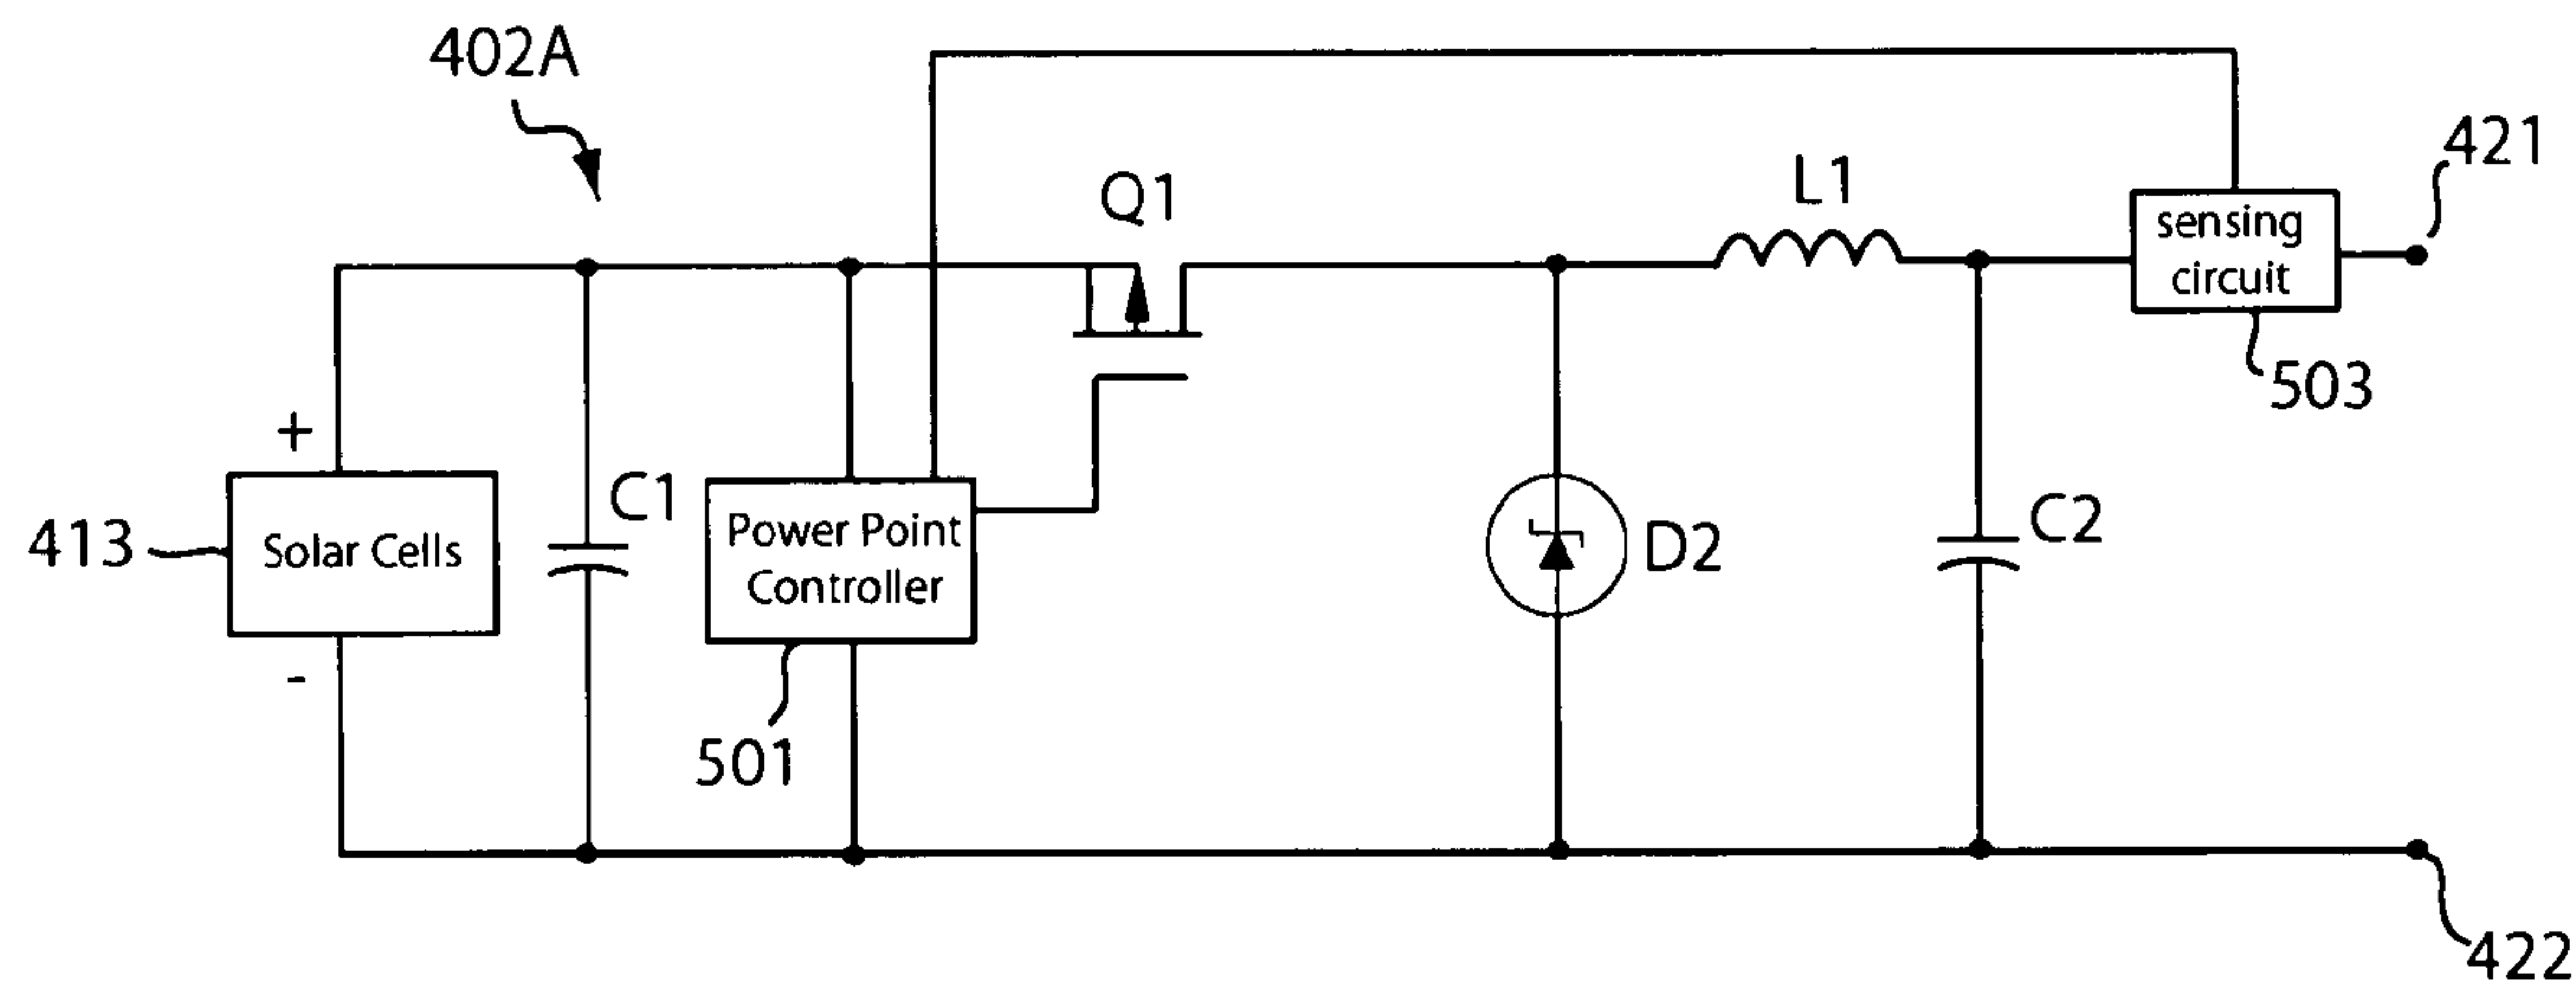 402A
421
Q1
L1
sensing
circuit
503
+
C1
413
Solar Cells
Power Point
Controller
D2
C2
-
501
422